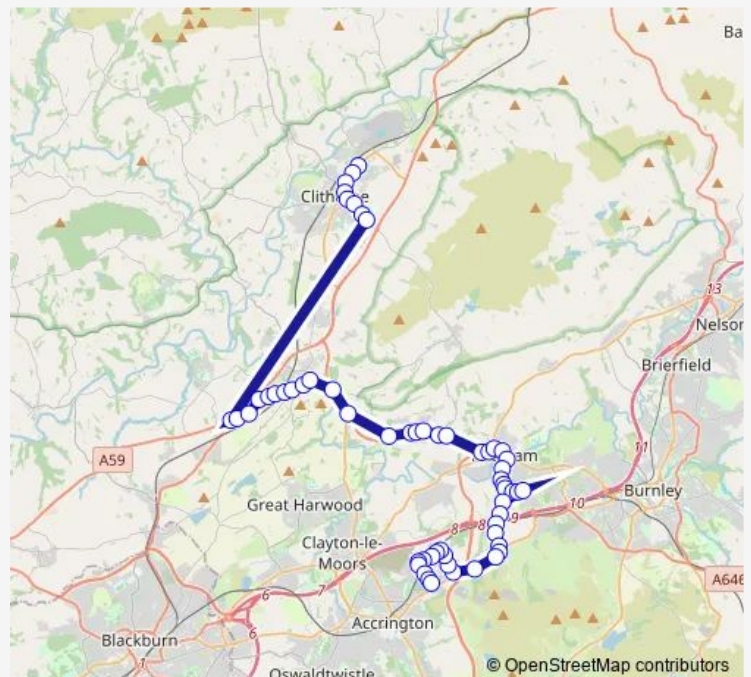 Ba
Clith
13
Nelsor
Brierfield
A59
am
11
Great Harwood
8
8
9
10
Burnley
Clayton-le-
Moors
7
6
6
A646
Accrington
Blackburn
1
Oswaldtwistle
© OpenStreetMap contributors